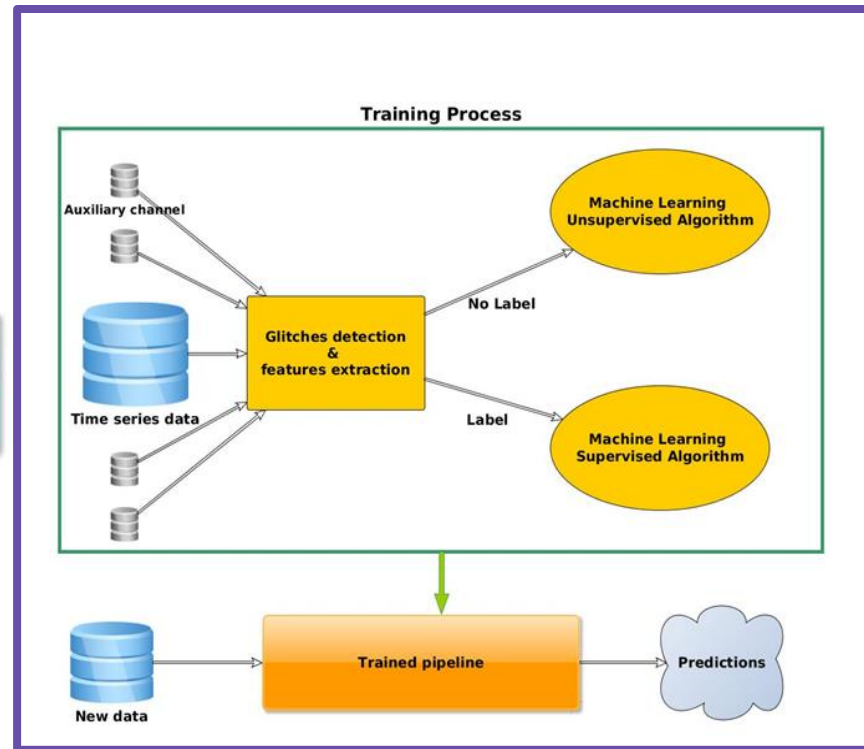 Training Process
Auxiliary channel
Machine Learning
Unsupervised Algorithm
No Label
Glitches detection
&
features extraction
Time series data
Label
Machine Learning
Supervised Algorithm
New data
Trained pipeline
Predictions